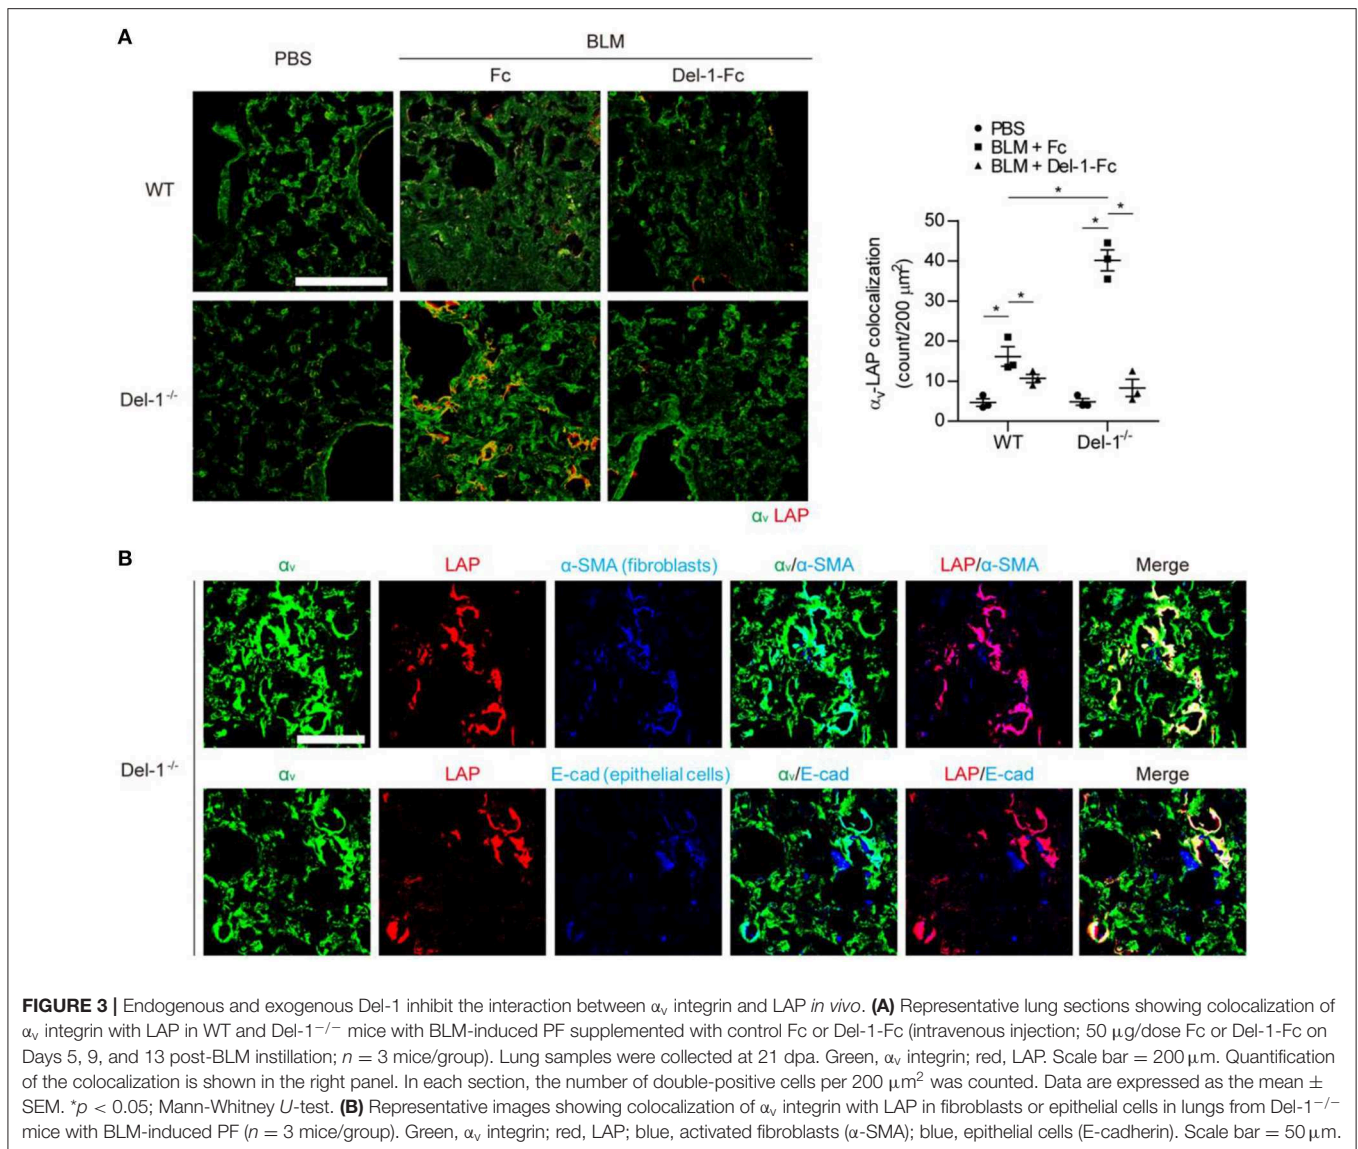 A
PBS
BLM
Fc
Del-1-Fc
WT
Del-1⁻/⁻
αᵥ LAP
PBS
BLM + Fc
BLM + Del-1-Fc
*
* *
* *
αᵥ-LAP colocalization
(count/200 μm²)
50
40
30
20
10
0
WT
Del-1⁻/⁻
B
αᵥ
LAP
α-SMA (fibroblasts)
αᵥ/α-SMA
LAP/α-SMA
Merge
Del-1⁻/⁻
αᵥ
LAP
E-cad (epithelial cells)
αᵥ/E-cad
LAP/E-cad
Merge
FIGURE 3 | Endogenous and exogenous Del-1 inhibit the interaction between αᵥ integrin and LAP in vivo. (A) Representative lung sections showing colocalization of
αᵥ integrin with LAP in WT and Del-1⁻/⁻ mice with BLM-induced PF supplemented with control Fc or Del-1-Fc (intravenous injection; 50 μg/dose Fc or Del-1-Fc on
Days 5, 9, and 13 post-BLM instillation; n = 3 mice/group). Lung samples were collected at 21 dpa. Green, αᵥ integrin; red, LAP. Scale bar = 200 μm. Quantification
of the colocalization is shown in the right panel. In each section, the number of double-positive cells per 200 μm² was counted. Data are expressed as the mean ±
SEM. *p < 0.05; Mann-Whitney U-test. (B) Representative images showing colocalization of αᵥ integrin with LAP in fibroblasts or epithelial cells in lungs from Del-1⁻/⁻
mice with BLM-induced PF (n = 3 mice/group). Green, αᵥ integrin; red, LAP; blue, activated fibroblasts (α-SMA); blue, epithelial cells (E-cadherin). Scale bar = 50 μm.